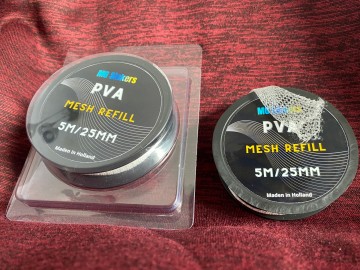 PVA
MESH REFILL
5M/25MM
Maden in Holland
PVA
MESH REFILL
5M/25MM
Maden in Holland